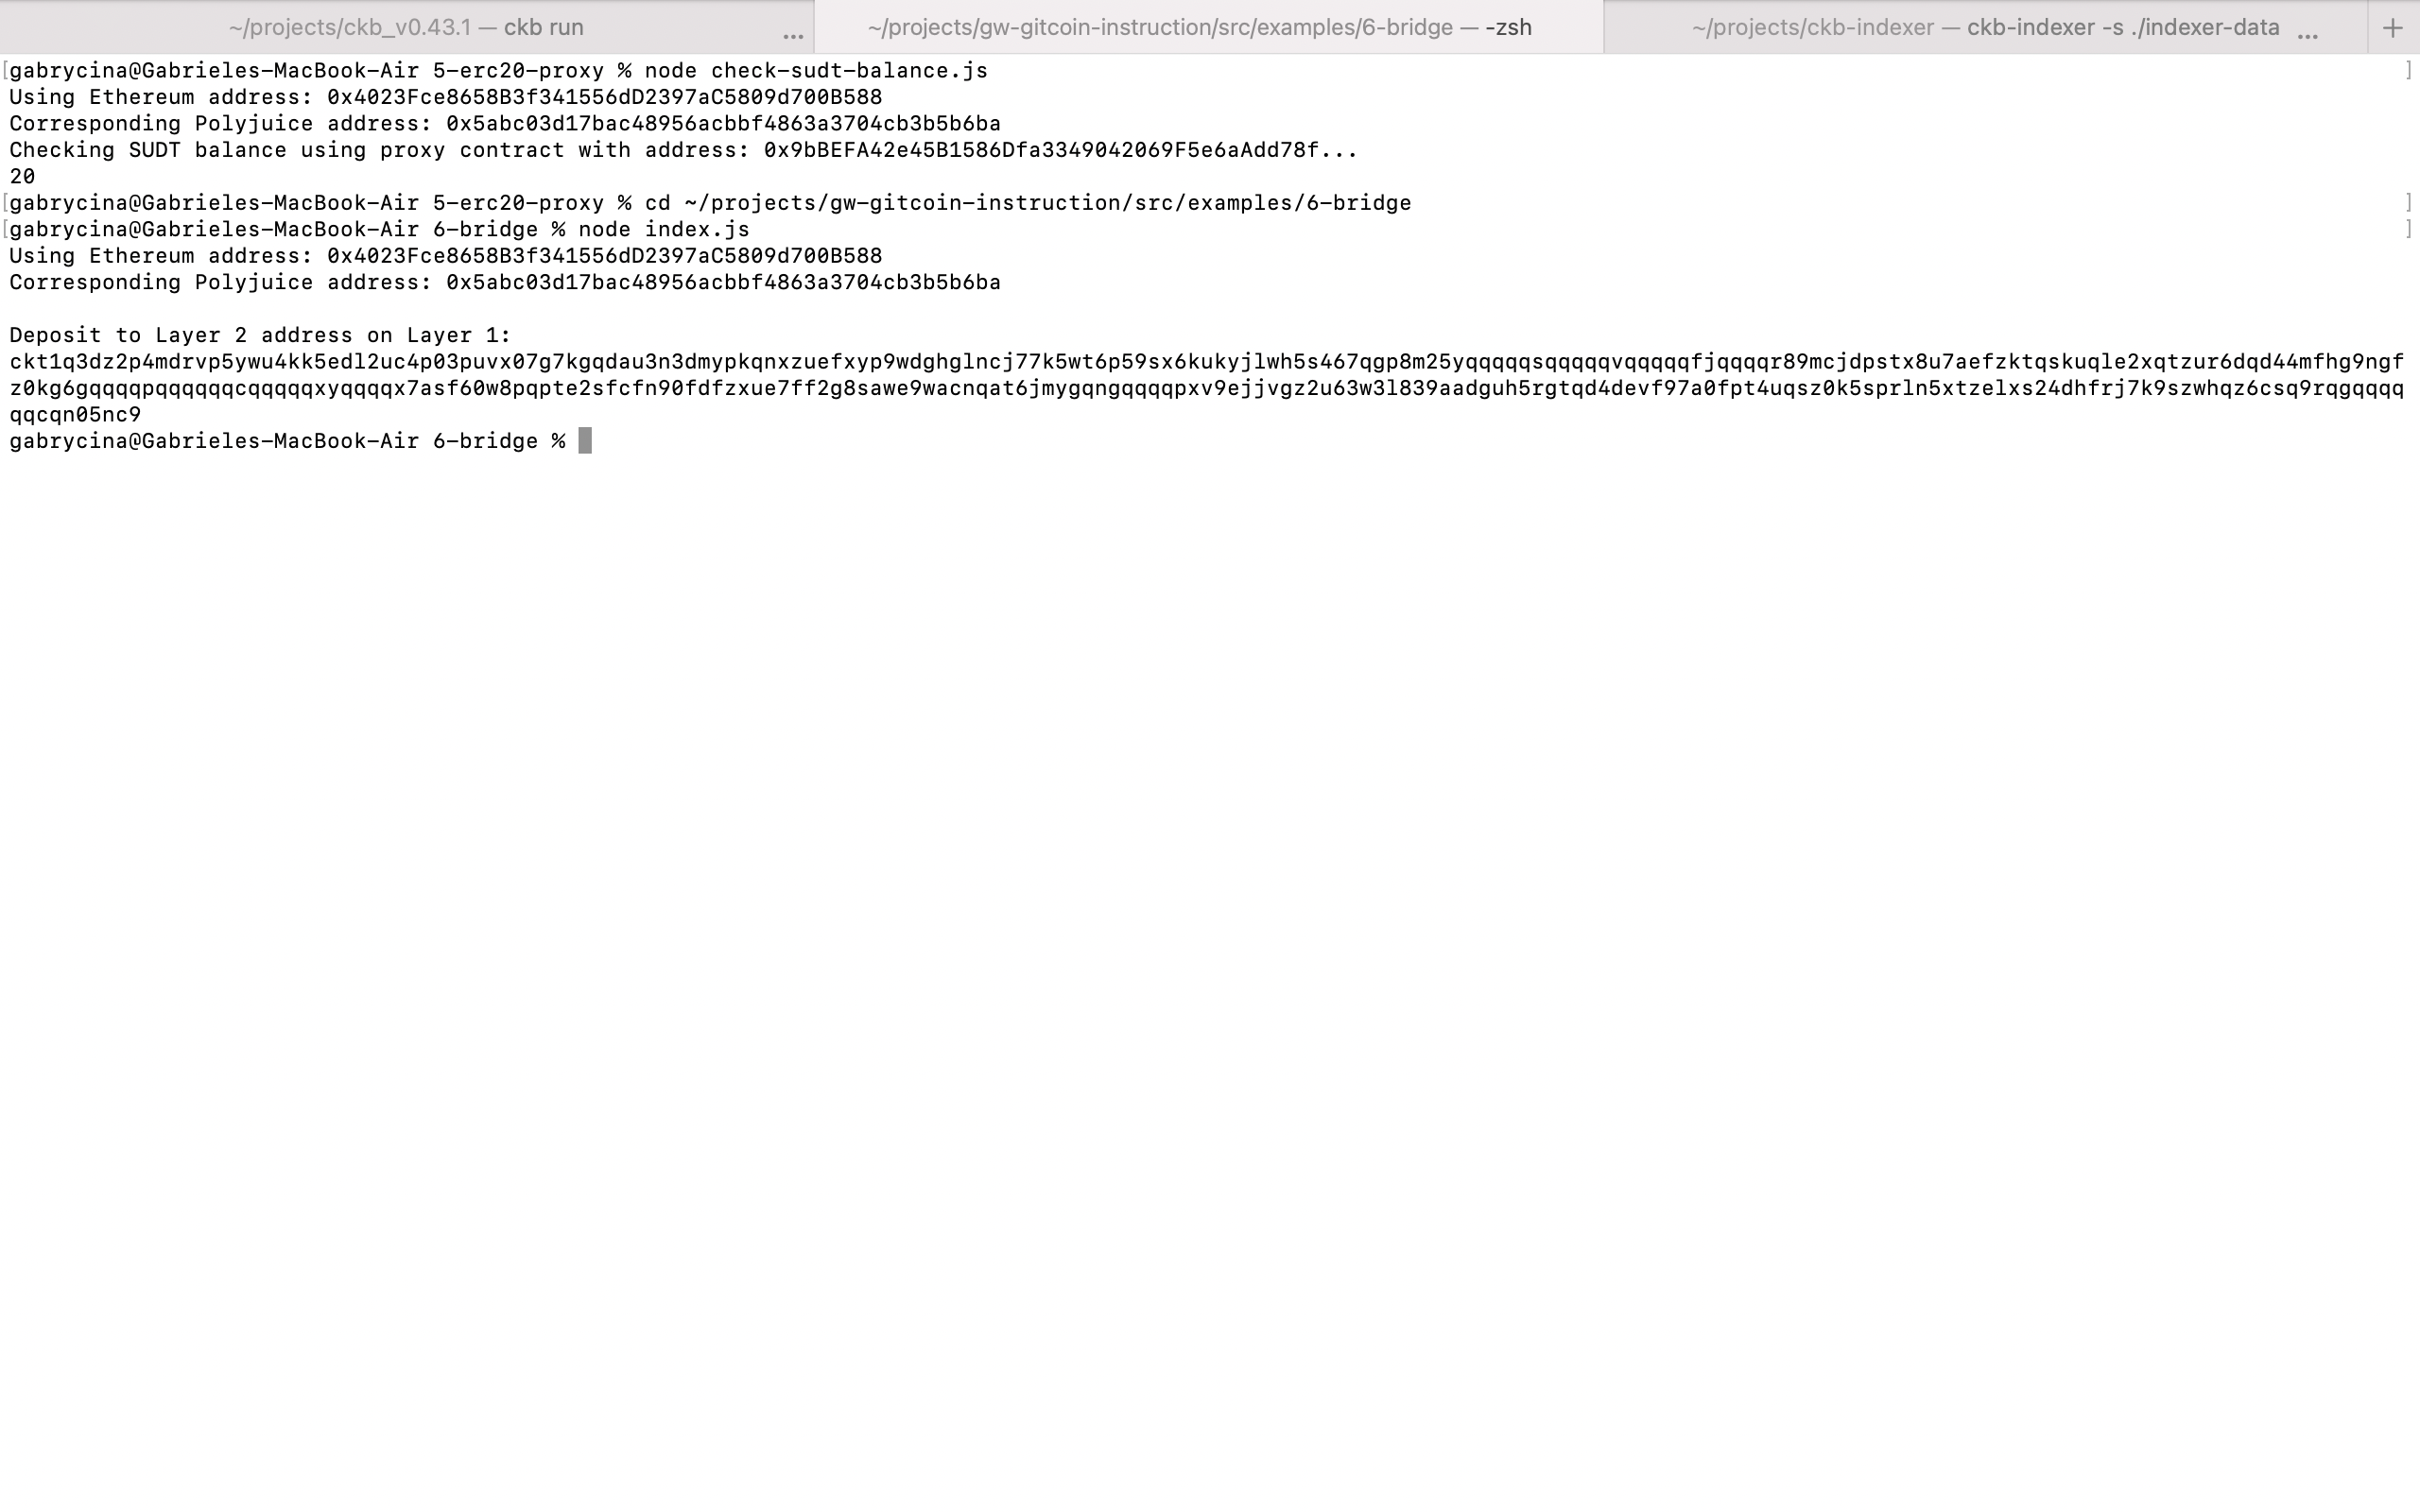 ~/projects/ckb_v0.43.1 — ckb run ... ~/projects/gw-gitcoin-instruction/src/examples/6-bridge — -zsh ~/projects/ckb-indexer — ckb-indexer -s ./indexer-data ... +
[gabrycina@Gabrieles-MacBook-Air 5-erc20-proxy % node check-sudt-balance.js ]
Using Ethereum address: 0x4023Fce8658B3f341556dD2397aC5809d700B588
Corresponding Polyjuice address: 0x5abc03d17bac48956acbbf4863a3704cb3b5b6ba
Checking SUDT balance using proxy contract with address: 0x9bBEFA42e45B1586Dfa3349042069F5e6aAdd78f...
20
[gabrycina@Gabrieles-MacBook-Air 5-erc20-proxy % cd ~/projects/gw-gitcoin-instruction/src/examples/6-bridge ]
[gabrycina@Gabrieles-MacBook-Air 6-bridge % node index.js ]
Using Ethereum address: 0x4023Fce8658B3f341556dD2397aC5809d700B588
Corresponding Polyjuice address: 0x5abc03d17bac48956acbbf4863a3704cb3b5b6ba
Deposit to Layer 2 address on Layer 1:
ckt1q3dz2p4mdrvp5ywu4kk5edl2uc4p03puvx07g7kgqdau3n3dmypkqnxzuefxyp9wdghglncj77k5wt6p59sx6kukyjlwh5s467qgp8m25yqqqqqsqqqqqvqqqqqfjqqqqr89mcjdpstx8u7aefzktqskuqle2xqtzur6dqd44mfhg9ngf
z0kg6gqqqqpqqqqqqcqqqqqxyqqqqx7asf60w8pqpte2sfcfn90fdfzxue7ff2g8sawe9wacnqat6jmygqngqqqqpxv9ejjvgz2u63w3l839aadguh5rgtqd4devf97a0fpt4uqsz0k5sprln5xtzelxs24dhfrj7k9szwhqz6csq9rqgqqqq
qqcqn05nc9
gabrycina@Gabrieles-MacBook-Air 6-bridge %